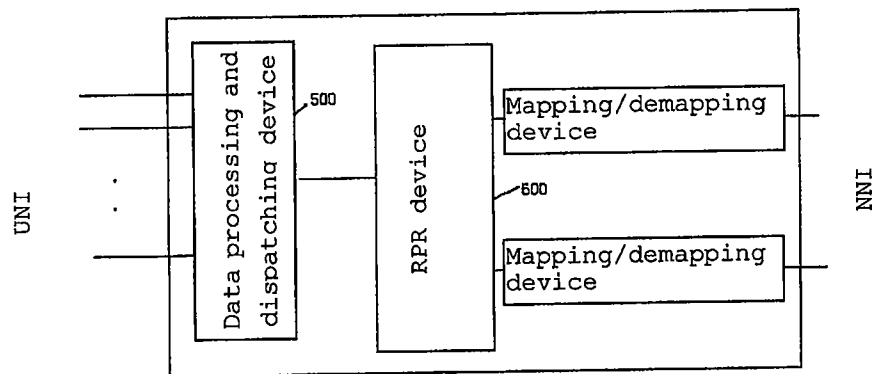 UNI
Data processing and
dispatching device
500
RPR device
600
Mapping/demapping
device
Mapping/demapping
device
NNI